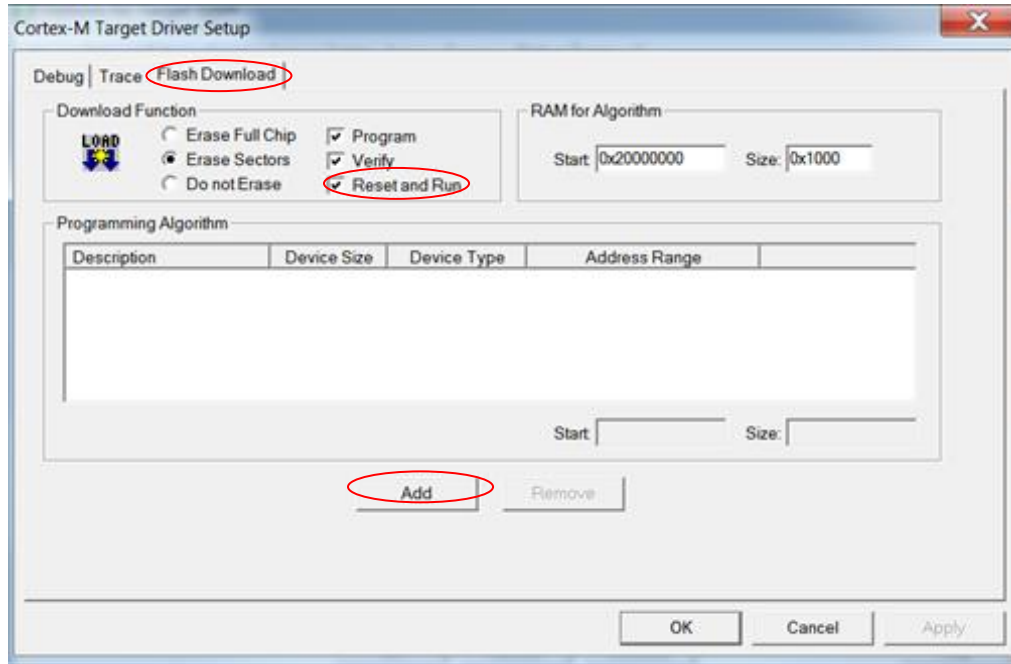 Cortex-M Target Driver Setup
Debug Trace Flash Download
Download Function
LOAD
Erase Full Chip
Erase Sectors
Do not Erase
Program
Verify
Reset and Run
RAM for Algorithm
Start: 0x20000000 Size: 0x1000
Programming Algorithm
Description Device Size Device Type Address Range
Start: Size:
Add Remove
OK Cancel Apply